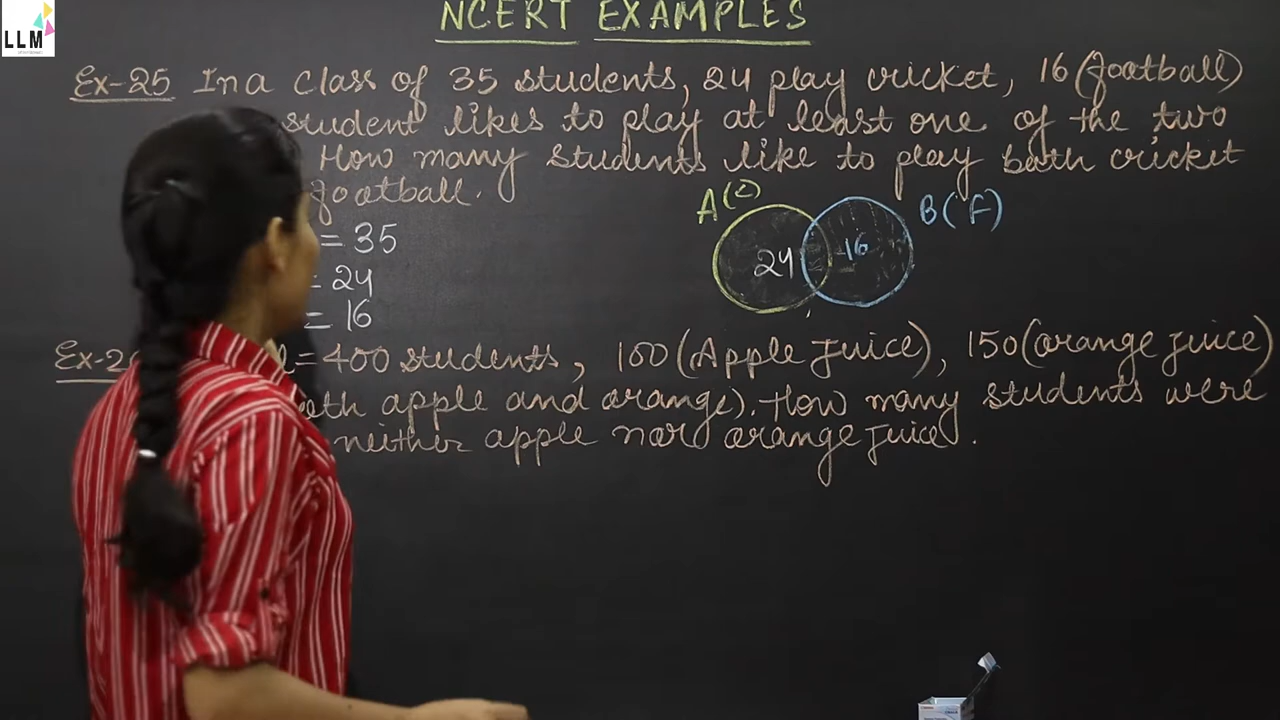 LLM
NCERT EXAMPLES
Ex-25 In a class of 35 students, 24 play cricket, 16 (football)
student likes to play at least one of the two
How many students like to play both cricket
football.
A(C)
B(F)
= 35
24
16
= 24
= 16
= 400 students, 100 (Apple juice), 150 (orange juice)
apple and orange). How many students were
neither apple nor orange juice.